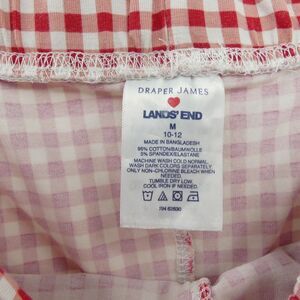 DRAPER JAMES
LANDS' END
M
10-12
MADE IN BANGLADESH
95% COTTON/BAUMWOLLE
5% SPANDEX/ELASTANE
MACHINE WASH COLD NORMAL.
WASH DARK COLORS SEPARATELY.
ONLY NON-CHLORINE BLEACH WHEN
NEEDED.
TUMBLE DRY LOW.
COOL IRON IF NEEDED.